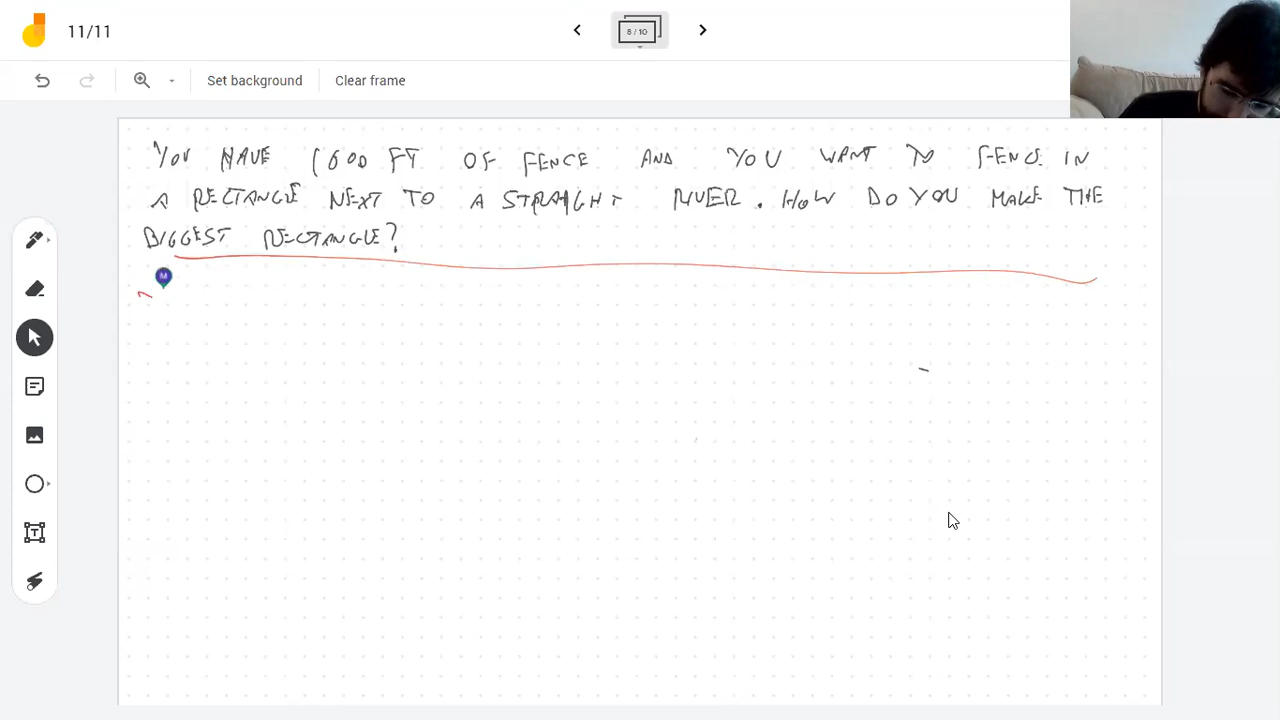 11/11
8 / 10
Set background
Clear frame
YOU HAVE 1600 FT OF FENCE AND YOU WANT TO FENCE IN
A RECTANGLE NEXT TO A STRAIGHT RIVER. HOW DO YOU MAKE THE
BIGGEST RECTANGLE?
M